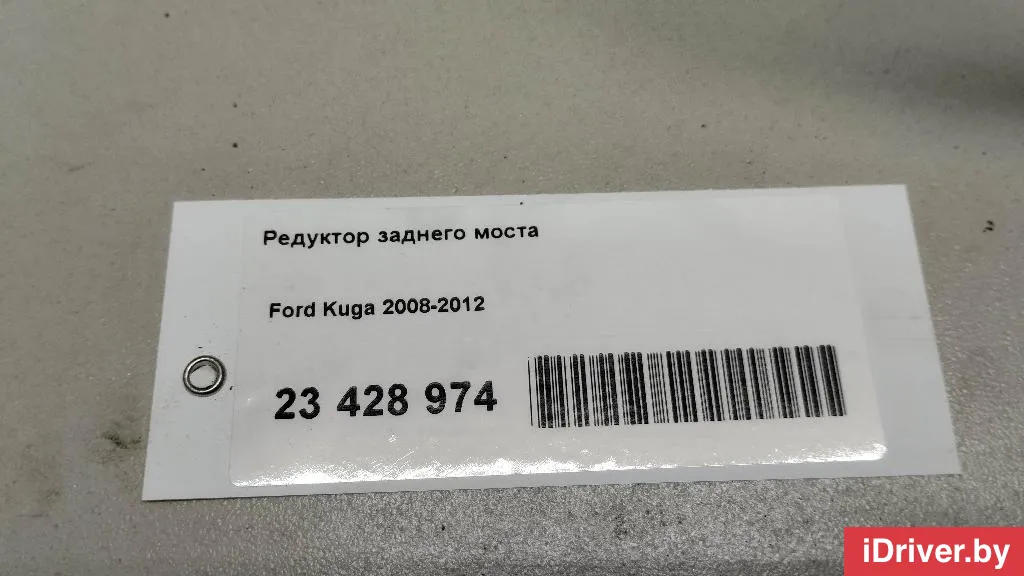 Редуктор заднего моста
Ford Kuga 2008-2012
23 428 974
iDriver.by